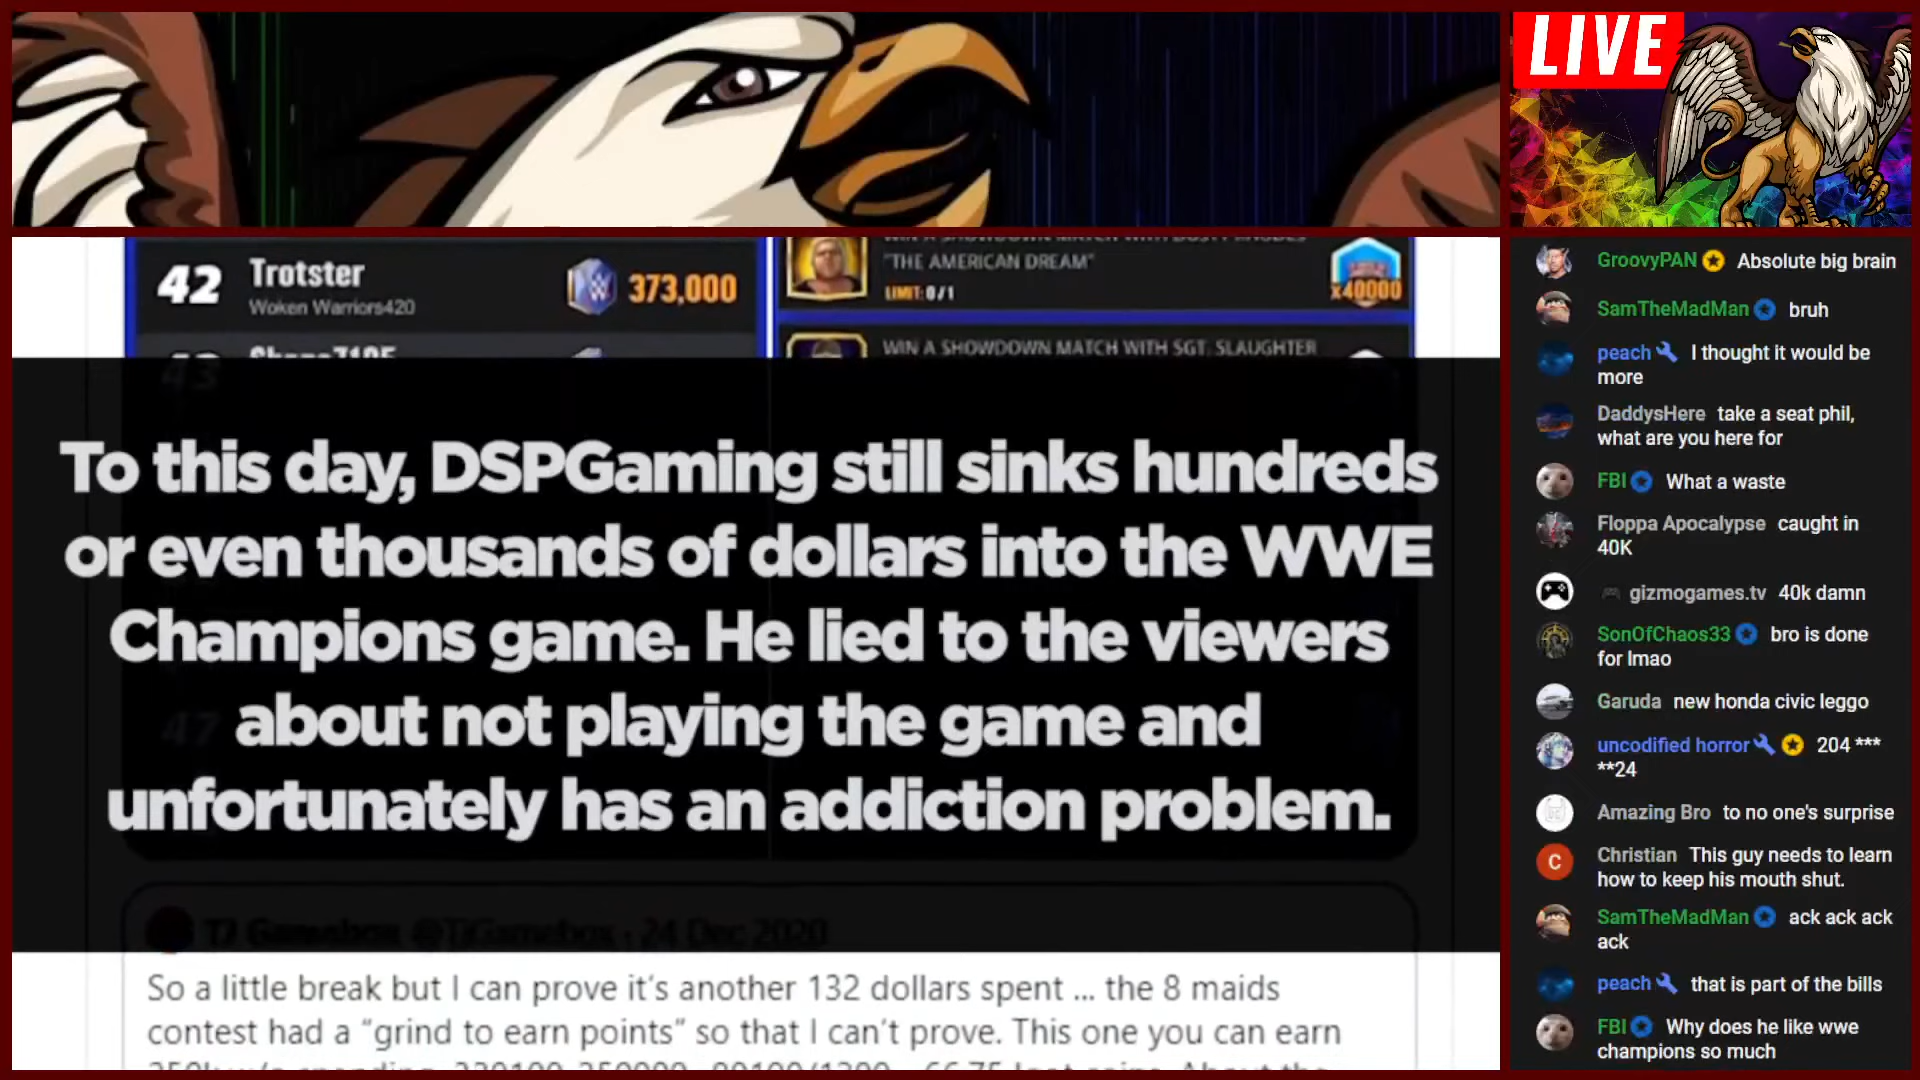 LIVE
42 Trotster 373,000
Woken Warriors420
"THE AMERICAN DREAM"
LIMIT: 0/1
x40000
WIN A SHOWDOWN MATCH WITH SGT. SLAUGHTER
43
To this day, DSPGaming still sinks hundreds
or even thousands of dollars into the WWE
Champions game. He lied to the viewers
about not playing the game and
unfortunately has an addiction problem.
47
TJ Gamebox @TjGamebox · 24 Dec 2020
So a little break but I can prove it's another 132 dollars spent ... the 8 maids
contest had a "grind to earn points" so that I can't prove. This one you can earn
GroovyPAN Absolute big brain
SamTheMadMan bruh
peach I thought it would be
more
DaddysHere take a seat phil,
what are you here for
FBI What a waste
Floppa Apocalypse caught in
40K
gizmogames.tv 40k damn
SonOfChaos33 bro is done
for lmao
Garuda new honda civic leggo
uncodified horror 204 ***
**24
Amazing Bro to no one's surprise
C
Christian This guy needs to learn
how to keep his mouth shut.
SamTheMadMan ack ack ack
ack
peach that is part of the bills
FBI Why does he like wwe
champions so much